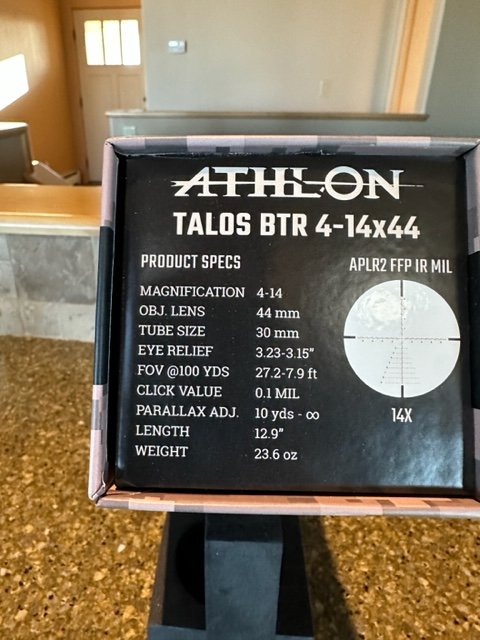 ATHLON
TALOS BTR 4-14x44
PRODUCT SPECS
MAGNIFICATION 4-14
OBJ. LENS 44 mm
TUBE SIZE 30 mm
EYE RELIEF 3.23-3.15"
FOV @100 YDS 27.2-7.9 ft
CLICK VALUE 0.1 MIL
PARALLAX ADJ. 10 yds - ∞
LENGTH 12.9"
WEIGHT 23.6 oz
APLR2 FFP IR MIL
14X